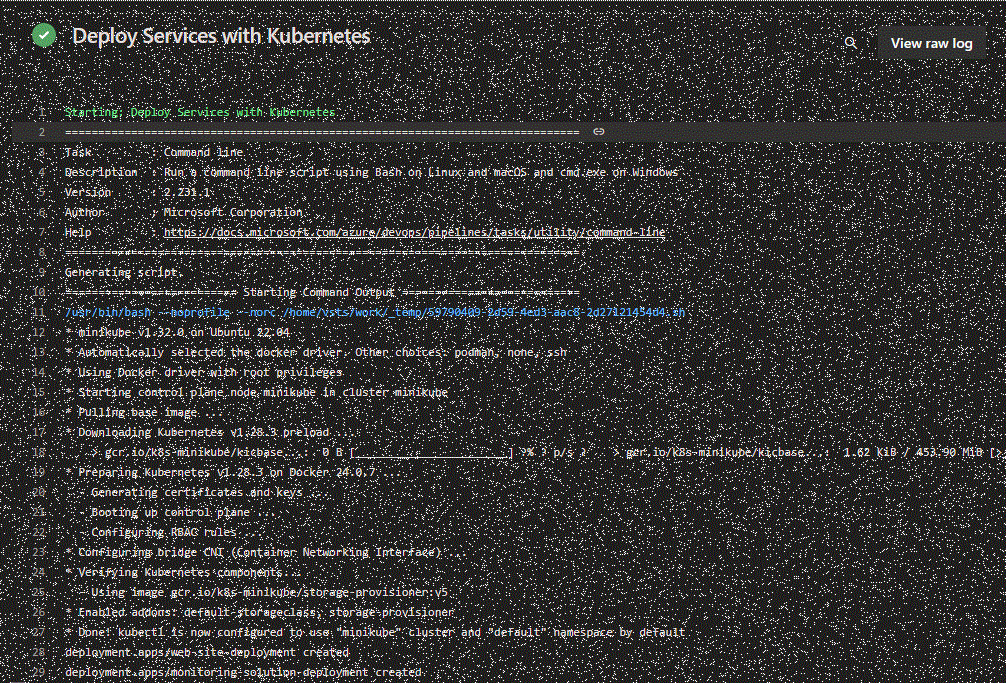 Deploy Services with Kubernetes
View raw log
Starting: Deploy Services with Kubernetes
2 ==============================================================================
3 Task : Command line
4 Description : Run a command line script using Bash on Linux and macOS and cmd.exe on Windows
5 Version : 2.231.1
6 Author : Microsoft Corporation
7 Help : https://docs.microsoft.com/azure/devops/pipelines/tasks/utility/command-line
8 ==============================================================================
9 Generating script.
10 ========================== Starting Command Output ===========================
11 /usr/bin/bash --noprofile --norc /home/vsts/work/_temp/
12 * minikube v1.32.0 on Ubuntu 22.04
13 * Automatically selected the docker driver. Other choices: podman, none, ssh
14 * Using Docker driver with root privileges
15 * Starting control plane node minikube in cluster minikube
16 * Pulling base image ...
17 * Downloading Kubernetes v1.28.3 preload ...
18 > gcr.io/k8s-minikube/kicbase...: 0 B [________________________] ?% ? p/s ? > gcr.io/k8s-minikube/kicbase...: 1.62 KiB / 453.90 MiB [>
19 * Preparing Kubernetes v1.28.3 on Docker 24.0.7 ...
20 - Generating certificates and keys ...
21 - Booting up control plane ...
22 - Configuring RBAC rules ...
23 * Configuring bridge CNI (Container Networking Interface) ...
24 * Verifying Kubernetes components...
25 - Using image gcr.io/k8s-minikube/storage-provisioner:v5
26 * Enabled addons: default-storageclass, storage-provisioner
27 * Done! kubectl is now configured to use "minikube" cluster and "default" namespace by default
28 deployment.apps/web-site-deployment created
29 deployment.apps/monitoring-solution-deployment created